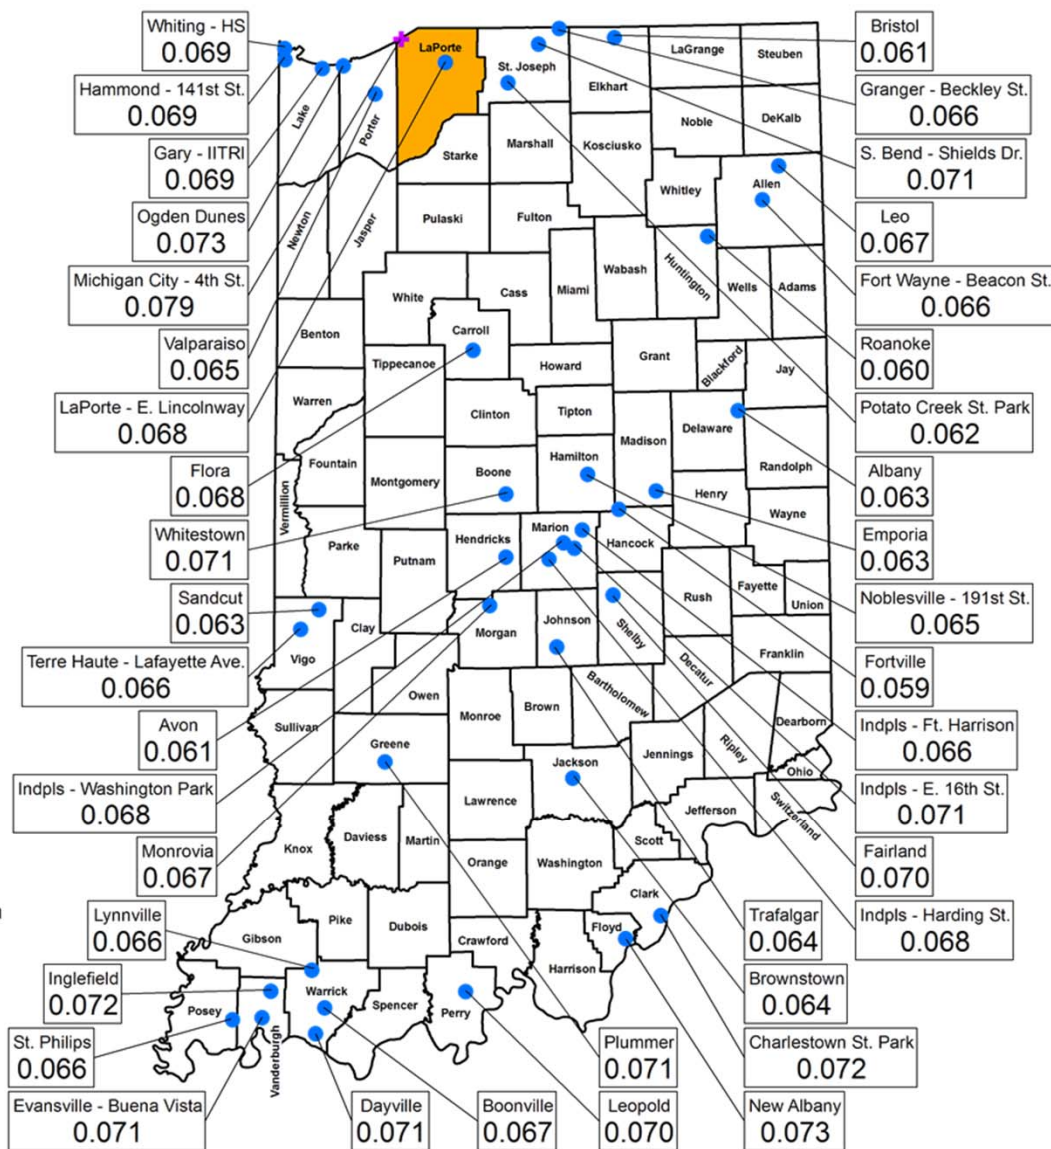 Whiting - HS
0.069
Hammond - 141st St.
0.069
Gary - IITRI
0.069
Ogden Dunes
0.073
Michigan City - 4th St.
0.079
Valparaiso
0.065
LaPorte - E. Lincolnway
0.068
Flora
0.068
Whitestown
0.071
Sandcut
0.063
Terre Haute - Lafayette Ave.
0.066
Avon
0.061
Indpls - Washington Park
0.068
Monrovia
0.067
Lynnville
0.066
Inglefield
0.072
St. Philips
0.066
Evansville - Buena Vista
0.071
Dayville
0.071
Boonville
0.067
Leopold
0.070
Plummer
0.071
New Albany
0.073
Charlestown St. Park
0.072
Brownstown
0.064
Trafalgar
0.064
Indpls - Harding St.
0.068
Fairland
0.070
Indpls - E. 16th St.
0.071
Indpls - Ft. Harrison
0.066
Fortville
0.059
Noblesville - 191st St.
0.065
Emporia
0.063
Albany
0.063
Potato Creek St. Park
0.062
Roanoke
0.060
Fort Wayne - Beacon St.
0.066
Leo
0.067
S. Bend - Shields Dr.
0.071
Granger - Beckley St.
0.066
Bristol
0.061
LaPorte
St. Joseph
LaGrange
Steuben
Elkhart
Lake
Porter
Noble
DeKalb
Starke
Marshall
Kosciusko
Whitley
Allen
Newton
Jasper
Pulaski
Fulton
Wabash
Huntington
Wells
Adams
White
Cass
Miami
Benton
Carroll
Tippecanoe
Howard
Grant
Blackford
Jay
Warren
Clinton
Tipton
Madison
Delaware
Fountain
Montgomery
Boone
Hamilton
Randolph
Vermillion
Henry
Wayne
Parke
Putnam
Hendricks
Marion
Hancock
Rush
Fayette
Union
Vigo
Clay
Morgan
Johnson
Shelby
Decatur
Franklin
Owen
Monroe
Brown
Bartholomew
Dearborn
Sullivan
Greene
Jackson
Jennings
Ripley
Ohio
Switzerland
Lawrence
Jefferson
Knox
Daviess
Martin
Orange
Washington
Scott
Clark
Pike
Dubois
Gibson
Crawford
Floyd
Harrison
Posey
Vanderburgh
Warrick
Spencer
Perry